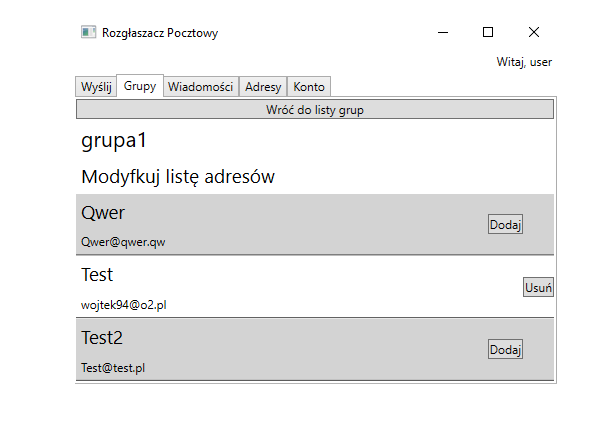 Rozgłaszacz Pocztowy
Witaj, user
Wyślij Grupy Wiadomości Adresy Konto
Wróć do listy grup
grupa1
Modyfkuj listę adresów
Qwer
Dodaj
Qwer@qwer.qw
Test
Usuń
wojtek94@o2.pl
Test2
Dodaj
Test@test.pl